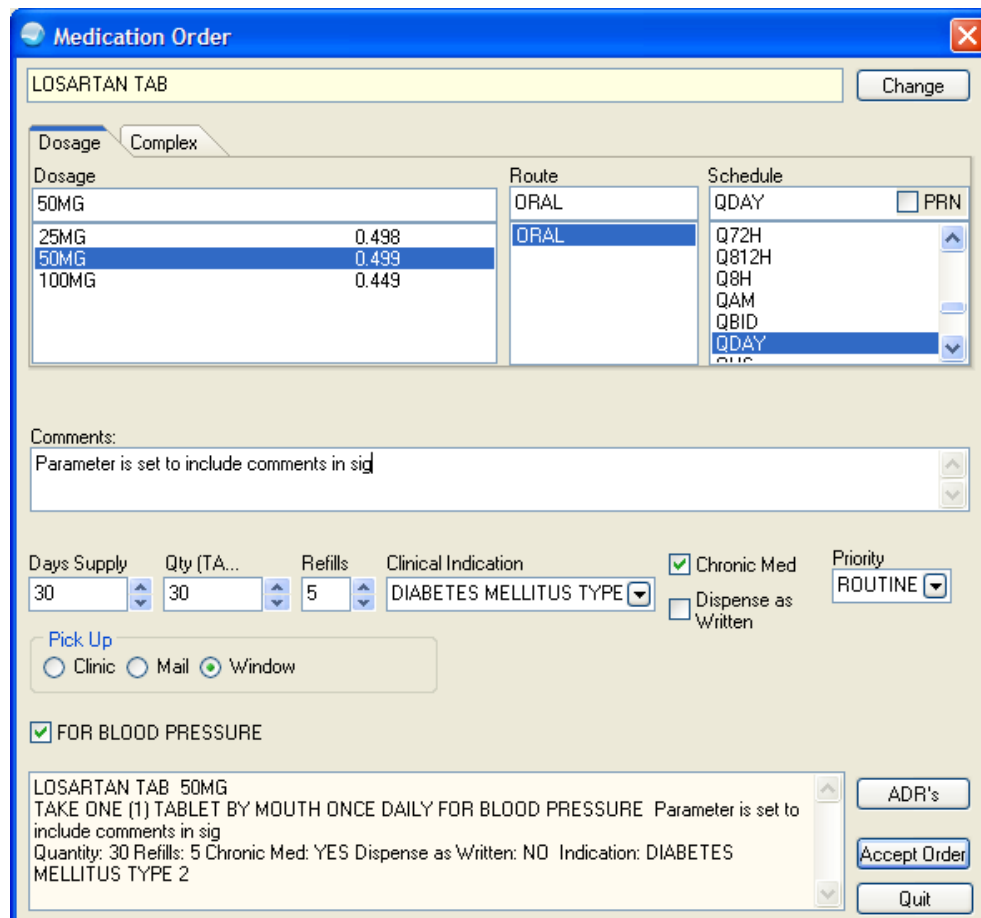 Medication Order
LOSARTAN TAB
Change
Dosage Complex
Dosage Route Schedule
50MG ORAL QDAY PRN
25MG 0.498
50MG 0.499
100MG 0.449
ORAL
Q72H
Q812H
Q8H
QAM
QBID
QDAY
Comments:
Parameter is set to include comments in sig
Days Supply Qty (TA... Refills Clinical Indication Chronic Med Priority
30 30 5 DIABETES MELLITUS TYPE ROUTINE
Dispense as
Written
Pick Up
Clinic Mail Window
FOR BLOOD PRESSURE
LOSARTAN TAB 50MG
TAKE ONE (1) TABLET BY MOUTH ONCE DAILY FOR BLOOD PRESSURE Parameter is set to
include comments in sig
Quantity: 30 Refills: 5 Chronic Med: YES Dispense as Written: NO Indication: DIABETES
MELLITUS TYPE 2
ADR's
Accept Order
Quit